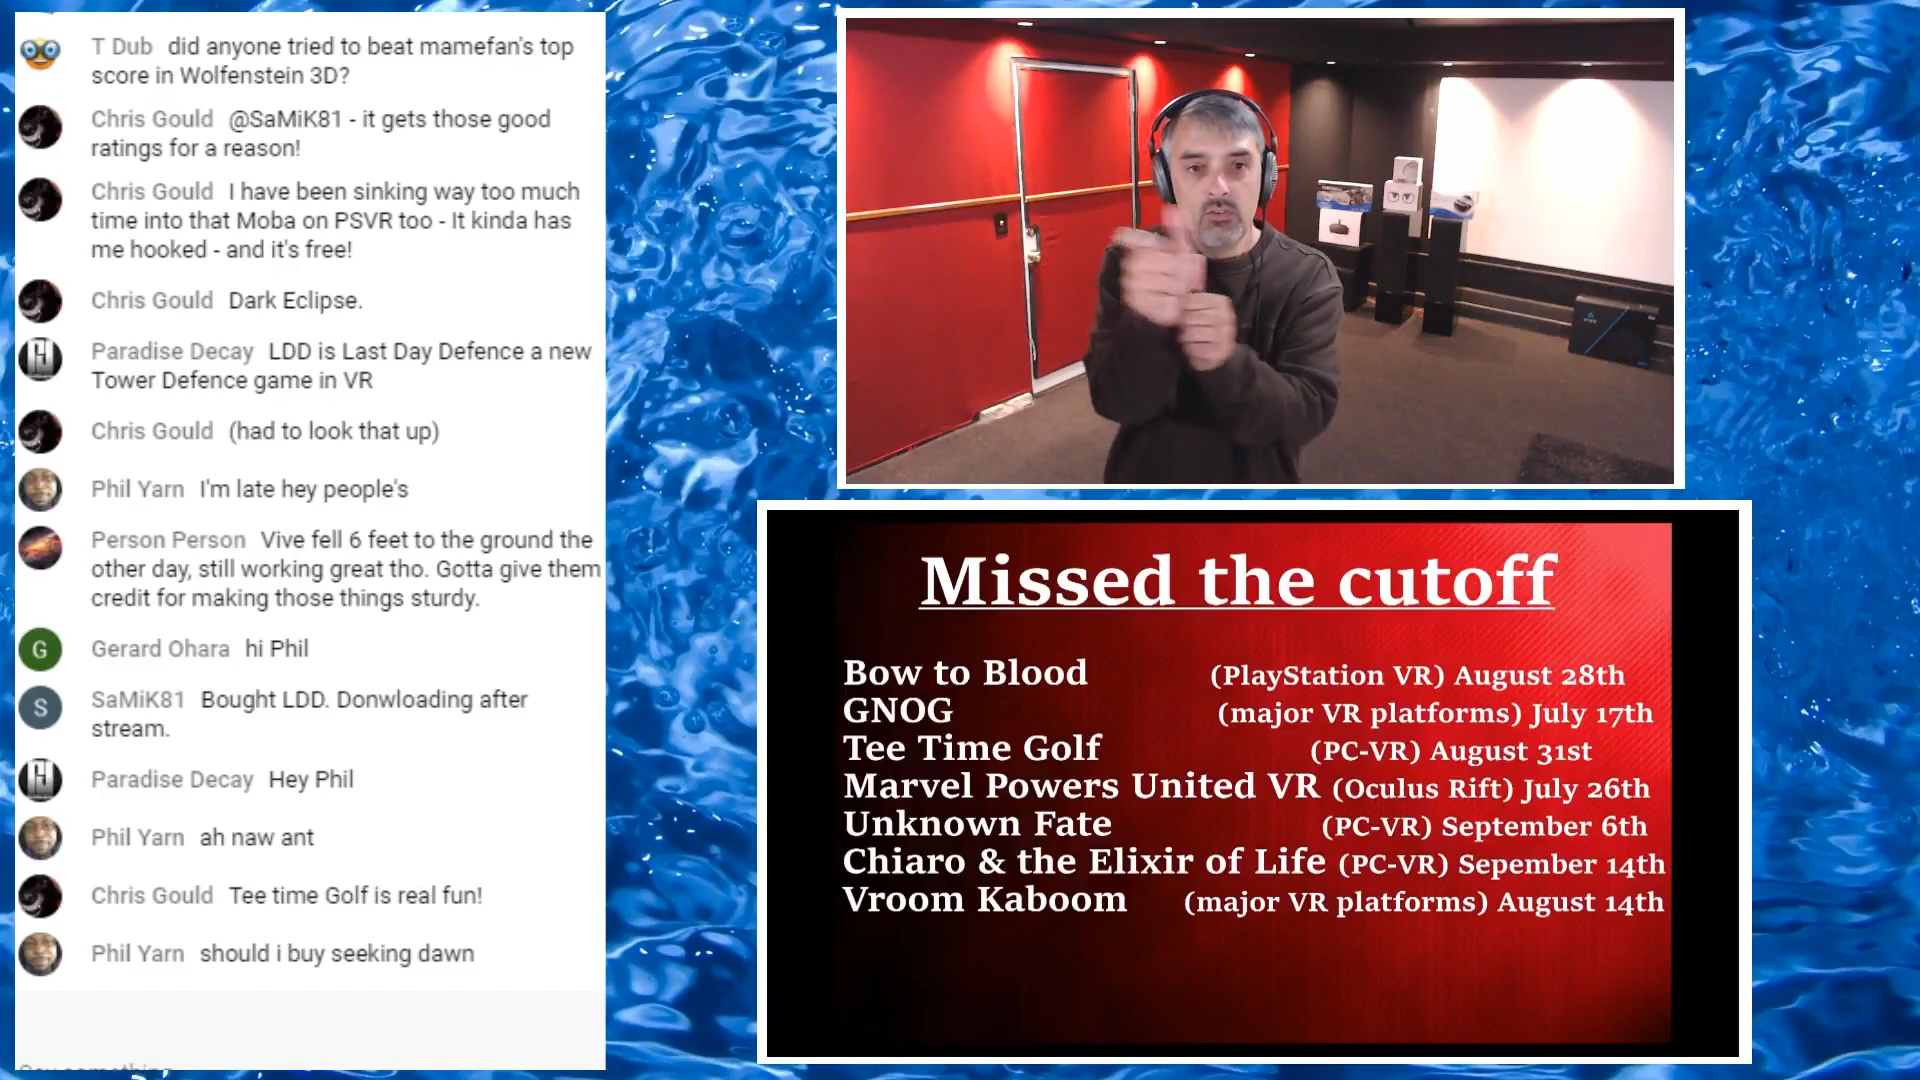 T Dub did anyone tried to beat mamefan's top
score in Wolfenstein 3D?
Chris Gould @SaMiK81 - it gets those good
ratings for a reason!
Chris Gould I have been sinking way too much
time into that Moba on PSVR too - It kinda has
me hooked - and it's free!
Chris Gould Dark Eclipse.
Paradise Decay LDD is Last Day Defence a new
Tower Defence game in VR
Chris Gould (had to look that up)
Phil Yarn I'm late hey people's
Person Person Vive fell 6 feet to the ground the
other day, still working great tho. Gotta give them
credit for making those things sturdy.
G
Gerard Ohara hi Phil
S
SaMiK81 Bought LDD. Donwloading after
stream.
Paradise Decay Hey Phil
Phil Yarn ah naw ant
Chris Gould Tee time Golf is real fun!
Phil Yarn should i buy seeking dawn
Missed the cutoff
Bow to Blood (PlayStation VR) August 28th
GNOG (major VR platforms) July 17th
Tee Time Golf (PC-VR) August 31st
Marvel Powers United VR (Oculus Rift) July 26th
Unknown Fate (PC-VR) September 6th
Chiaro & the Elixir of Life (PC-VR) Sepember 14th
Vroom Kaboom (major VR platforms) August 14th